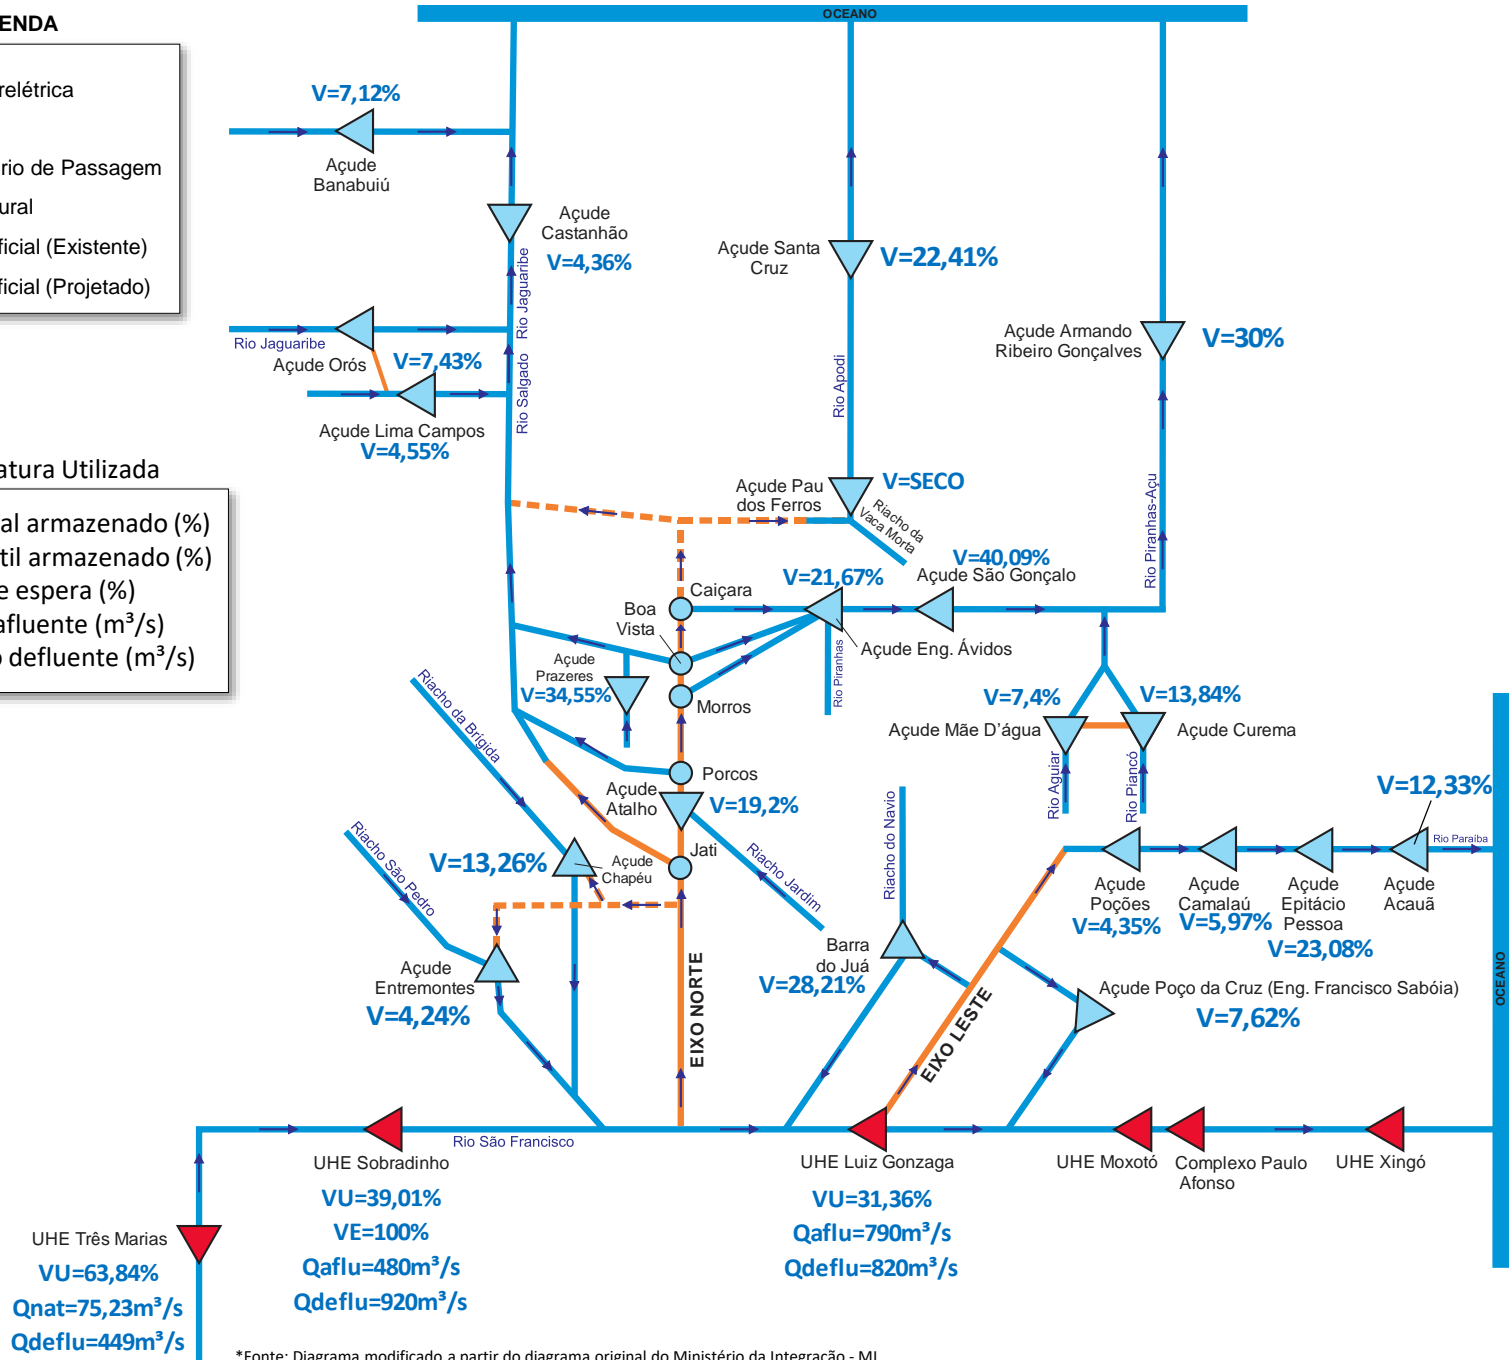 OCEANO
ENDA
relétrica
rio de Passagem
ural
ficial (Existente)
ficial (Projetado)
V=7,12%
Açude
Banabuiú
Açude
Castanhão
V=4,36%
Rio Jaguaribe
Açude Santa
Cruz
V=22,41%
Açude Armando
Ribeiro Gonçalves
V=30%
Rio Jaguaribe
Açude Orós
V=7,43%
Rio Salgado
Rio Apodi
Açude Lima Campos
V=4,55%
atura Utilizada
al armazenado (%)
til armazenado (%)
e espera (%)
afluente (m³/s)
o defluente (m³/s)
Açude Pau
dos Ferros
V=SECO
Riacho da
Vaca Morta
Rio Piranhas-Açu
V=40,09%
Açude São Gonçalo
V=21,67%
Caiçara
Boa
Vista
Açude Eng. Ávidos
Rio Piranhas
Açude
Prazeres
V=34,55%
Morros
Riacho da Brígida
V=7,4%
V=13,84%
Açude Mãe D'água
Açude Curema
Rio Aguiar
Rio Piancó
Porcos
Açude
Atalho
V=19,2%
V=12,33%
Jati
Riacho Jardim
Riacho do Navio
Rio Paraíba
V=13,26%
Açude
Chapéu
Riacho São Pedro
Açude
Poções
V=4,35%
Açude
Camalaú
V=5,97%
Açude
Epitácio
Pessoa
V=23,08%
Açude
Acauã
Açude
Entremontes
V=4,24%
EIXO NORTE
Barra
do Juá
V=28,21%
EIXO LESTE
Açude Poço da Cruz (Eng. Francisco Sabóia)
V=7,62%
OCEANO
Rio São Francisco
UHE Sobradinho
VU=39,01%
VE=100%
Qaflu=480m³/s
Qdeflu=920m³/s
UHE Luiz Gonzaga
VU=31,36%
Qaflu=790m³/s
Qdeflu=820m³/s
UHE Moxotó
Complexo Paulo
Afonso
UHE Xingó
UHE Três Marias
VU=63,84%
Qnat=75,23m³/s
Qdeflu=449m³/s
*Fonte: Diagrama modificado a partir do diagrama original do Ministério da Integração - MI